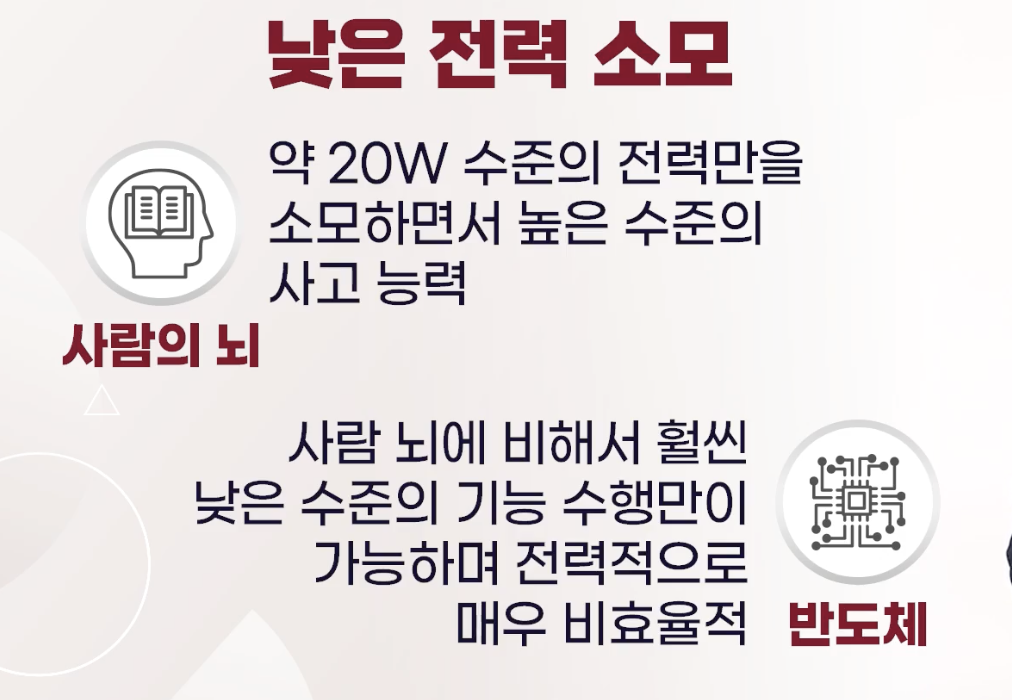 낮은 전력 소모
약 20W 수준의 전력만을
소모하면서 높은 수준의
사고 능력
사람의 뇌
사람 뇌에 비해서 훨씬
낮은 수준의 기능 수행만이
가능하며 전력적으로
매우 비효율적
반도체